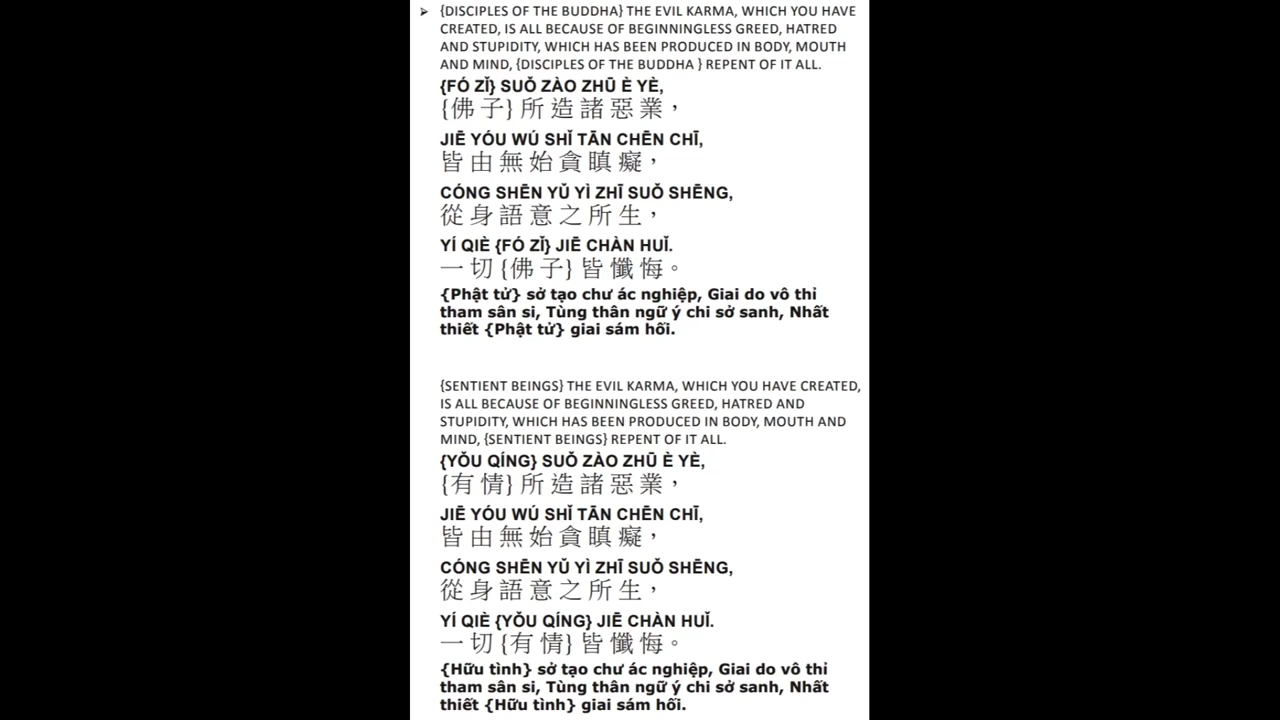 ➢ {DISCIPLES OF THE BUDDHA} THE EVIL KARMA, WHICH YOU HAVE
CREATED, IS ALL BECAUSE OF BEGINNINGLESS GREED, HATRED
AND STUPIDITY, WHICH HAS BEEN PRODUCED IN BODY, MOUTH
AND MIND, {DISCIPLES OF THE BUDDHA } REPENT OF IT ALL.
{FÓ ZǏ} SUǑ ZÀO ZHŪ È YÈ,
{佛 子} 所 造 諸 惡 業，
JIĒ YÓU WÚ SHǏ TĀN CHĒN CHĪ,
皆 由 無 始 貪 瞋 癡，
CÓNG SHĒN YǓ YÌ ZHĪ SUǑ SHĒNG,
從 身 語 意 之 所 生，
YÍ QIÈ {FÓ ZǏ} JIĒ CHÀN HUǏ.
一 切 {佛 子} 皆 懺 悔。
{Phật tử} sở tạo chư ác nghiệp, Giai do vô thỉ
tham sân si, Tùng thân ngữ ý chi sở sanh, Nhất
thiết {Phật tử} giai sám hối.
{SENTIENT BEINGS} THE EVIL KARMA, WHICH YOU HAVE CREATED,
IS ALL BECAUSE OF BEGINNINGLESS GREED, HATRED AND
STUPIDITY, WHICH HAS BEEN PRODUCED IN BODY, MOUTH AND
MIND, {SENTIENT BEINGS} REPENT OF IT ALL.
{YǑU QÍNG} SUǑ ZÀO ZHŪ È YÈ,
{有 情} 所 造 諸 惡 業，
JIĒ YÓU WÚ SHǏ TĀN CHĒN CHĪ,
皆 由 無 始 貪 瞋 癡，
CÓNG SHĒN YǓ YÌ ZHĪ SUǑ SHĒNG,
從 身 語 意 之 所 生，
YÍ QIÈ {YǑU QÍNG} JIĒ CHÀN HUǏ.
一 切 {有 情} 皆 懺 悔。
{Hữu tình} sở tạo chư ác nghiệp, Giai do vô thỉ
tham sân si, Tùng thân ngữ ý chi sở sanh, Nhất
thiết {Hữu tình} giai sám hối.